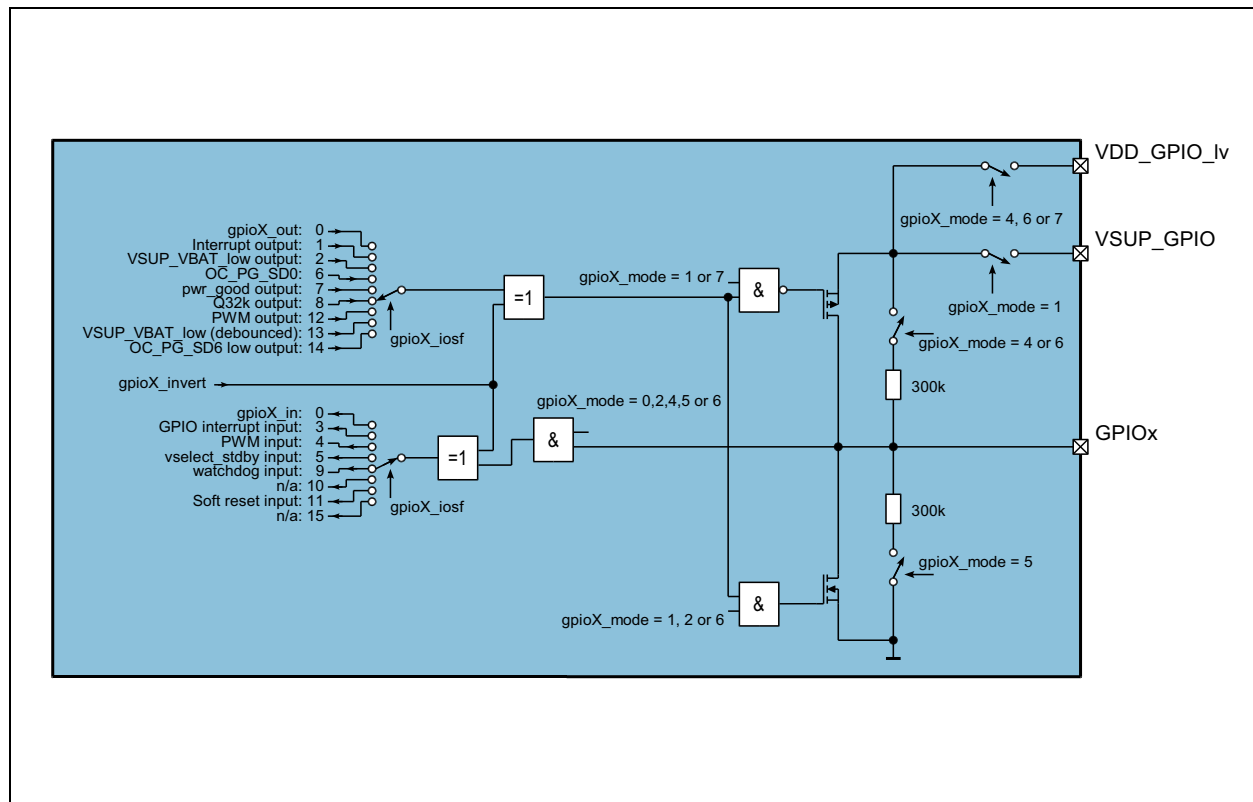 VDD_GPIO_lv
gpioX_mode = 4, 6 or 7
VSUP_GPIO
gpioX_mode = 1
gpioX_out: 0
Interrupt output: 1
VSUP_VBAT_low output: 2
OC_PG_SD0: 6
pwr_good output: 7
Q32k output: 8
PWM output: 12
VSUP_VBAT_low (debounced): 13
OC_PG_SD6 low output: 14
gpioX_iosf
=1
gpioX_mode = 1 or 7
&
gpioX_mode = 4 or 6
300k
gpioX_invert
gpioX_in: 0
GPIO interrupt input: 3
PWM input: 4
vselect_stdby input: 5
watchdog input: 9
n/a: 10
Soft reset input: 11
n/a: 15
gpioX_iosf
=1
gpioX_mode = 0,2,4,5 or 6
&
GPIOx
300k
gpioX_mode = 5
&
gpioX_mode = 1, 2 or 6